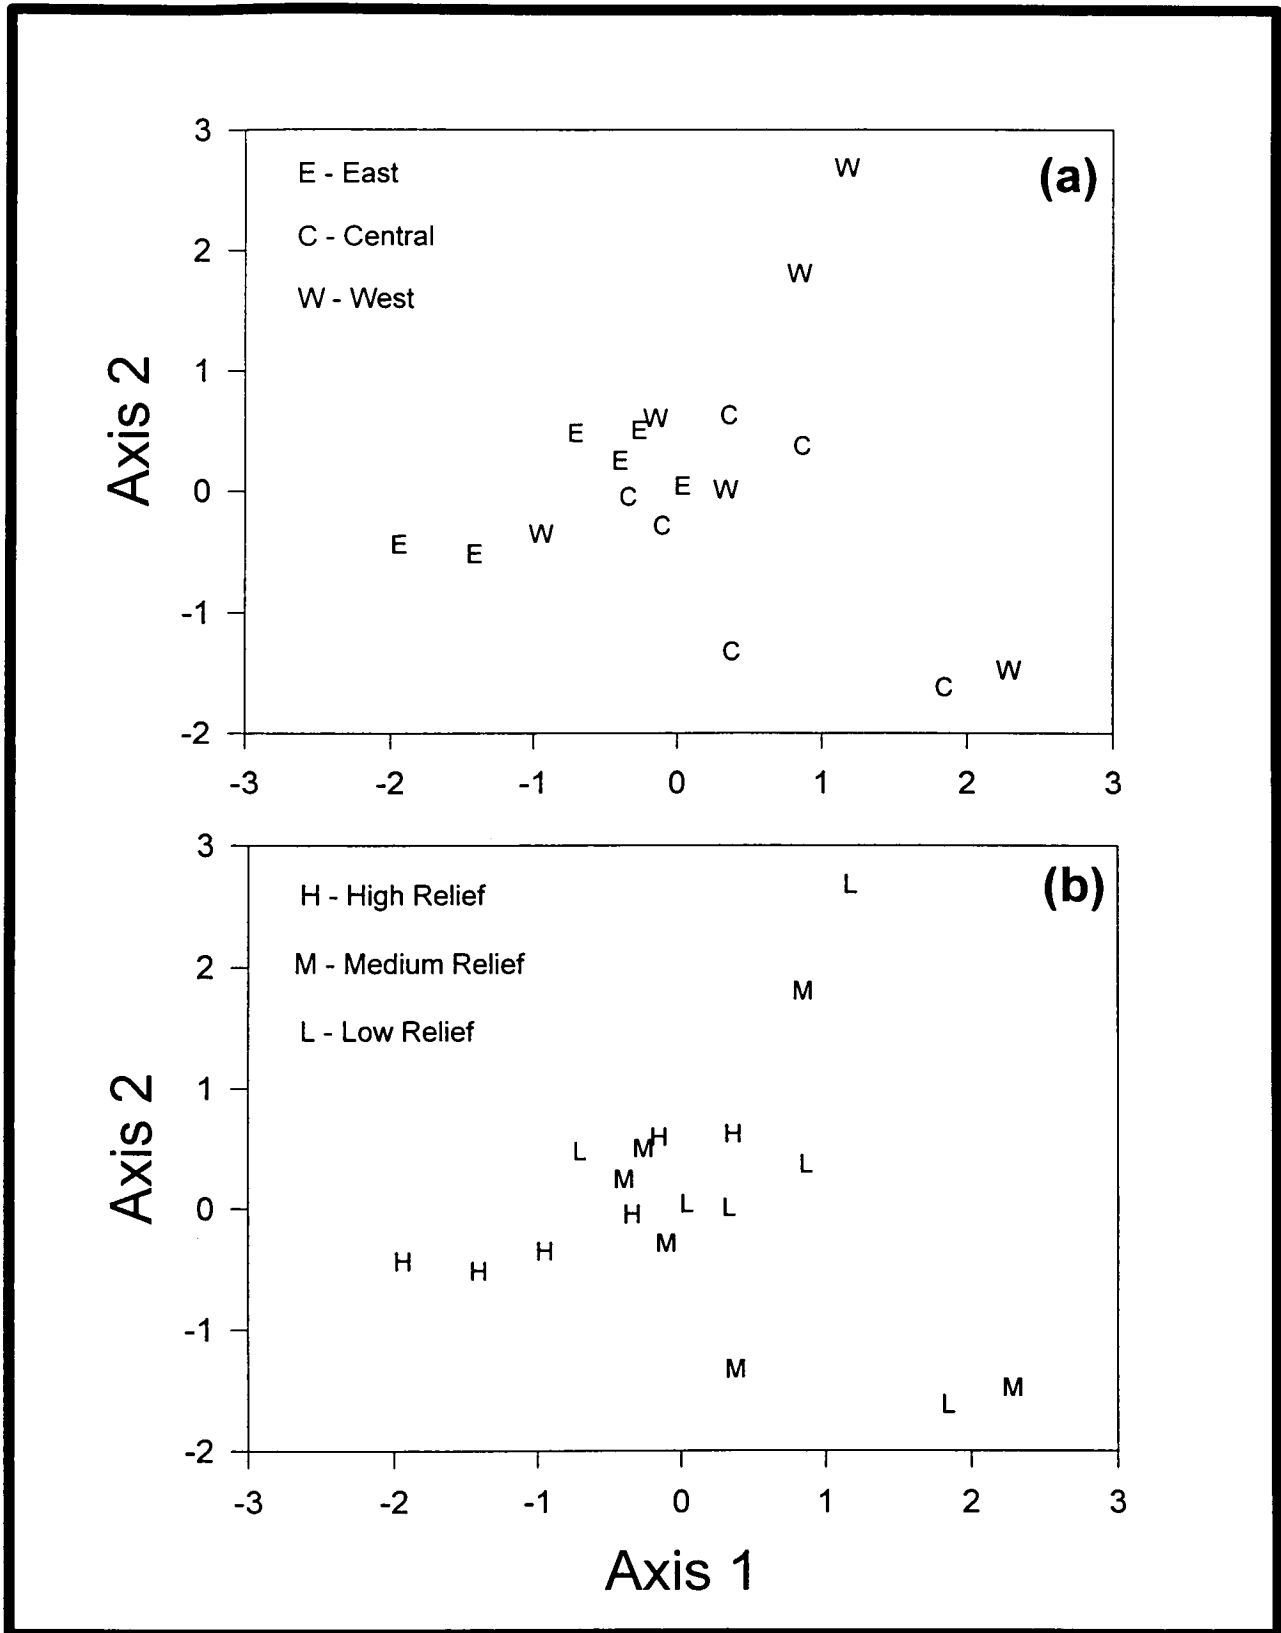 3
E - East
W
(a)
C - Central
2
W
W - West
Axis 2
1
E
E
W
C
C
E
0
C
E
W
C
E
E
W
-1
C
C
W
-2
-3
-2
-1
0
1
2
3
3
H - High Relief
L
(b)
M - Medium Relief
2
M
L - Low Relief
Axis 2
1
L
M
H
H
L
M
0
H
L
L
M
H
H
H
-1
M
L
M
-2
-3
-2
-1
0
1
2
3
Axis 1